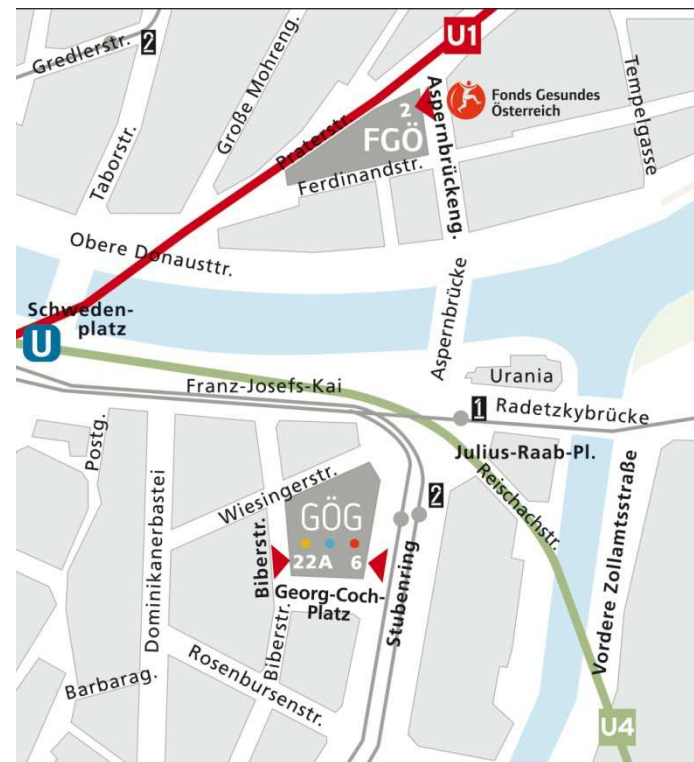 U1
2
Gredlerstr.
Große Mohreng.
Taborstr.
Praterstr.
2
FGÖ
Aspernbrückeng.
Fonds Gesundes
Österreich
Tempelgasse
Ferdinandstr.
Obere Donausttr.
Schweden-
platz
U
Aspernbrücke
Urania
Franz-Josefs-Kai
1
Radetzkybrücke
Postg.
Julius-Raab-Pl.
Wiesingerstr.
Reischachstr.
2
GÖG
22A
6
Dominikanerbastei
Biberstr.
Georg-Coch-
Platz
Stubenring
Vordere Zollamtsstraße
Biberstr.
Rosenbursenstr.
Barbarag.
U4